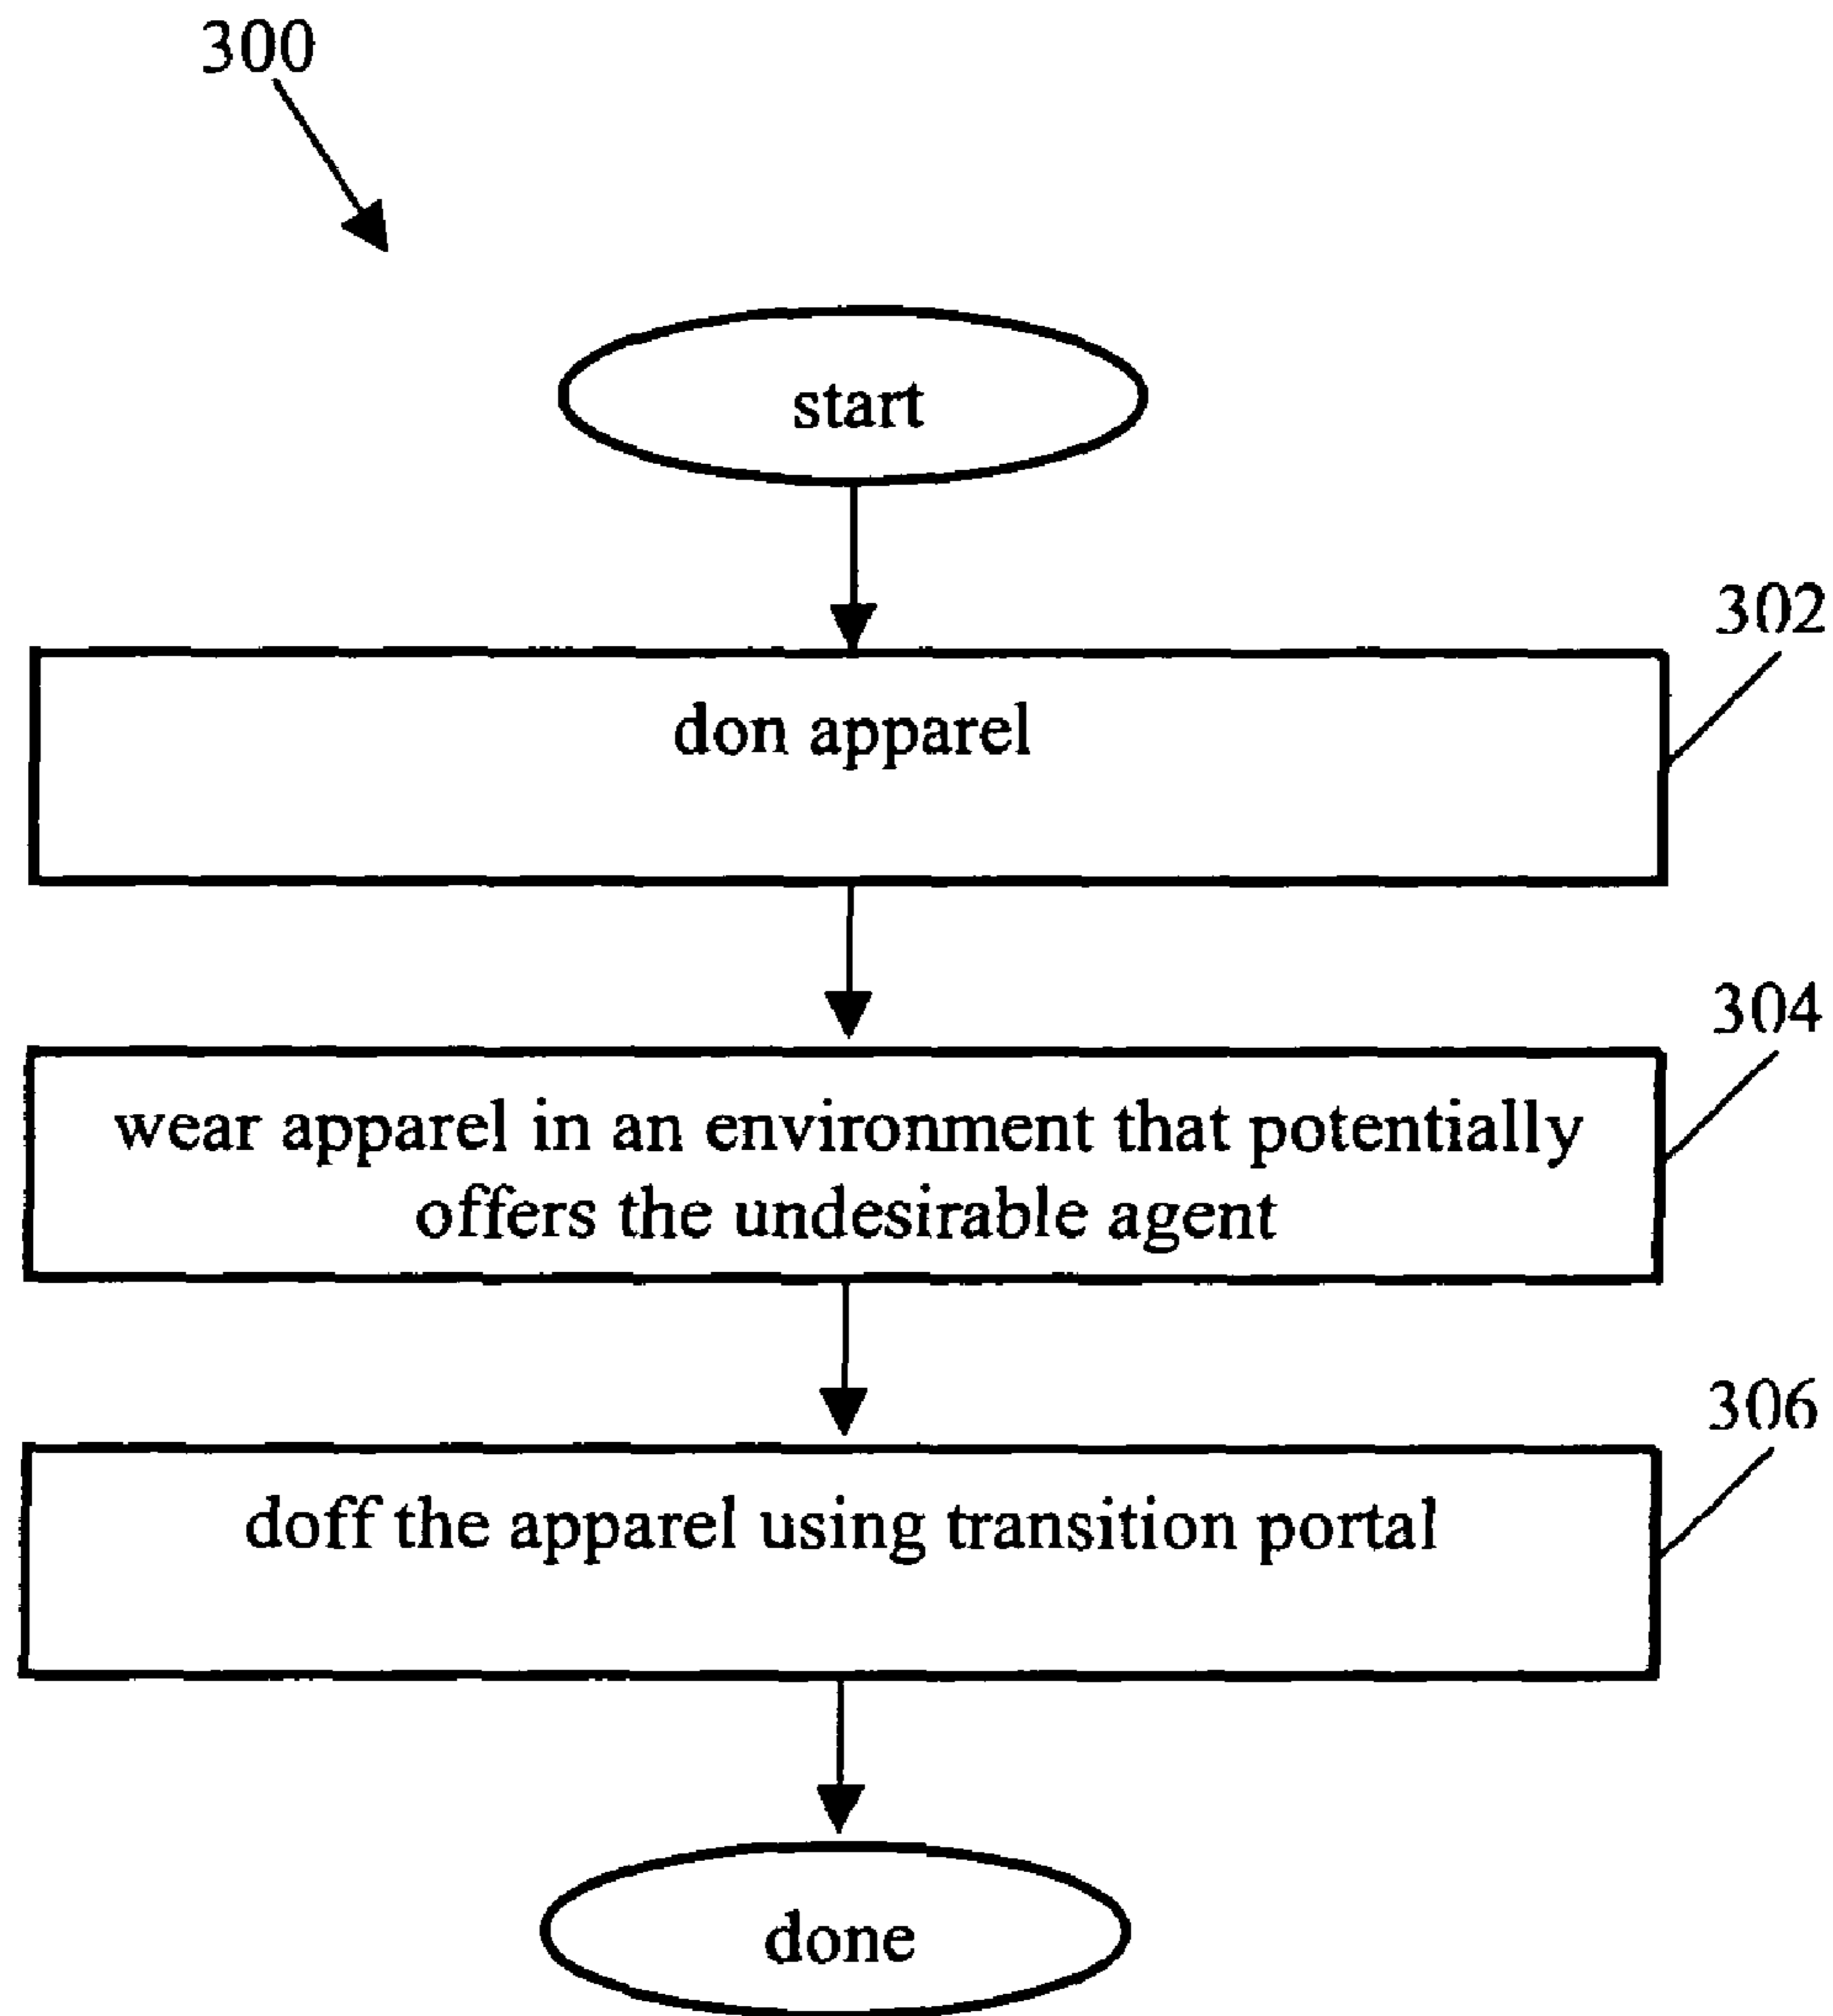 300
start
302
don apparel
304
wear apparel in an environment that potentially
offers the undesirable agent
306
doff the apparel using transition portal
done